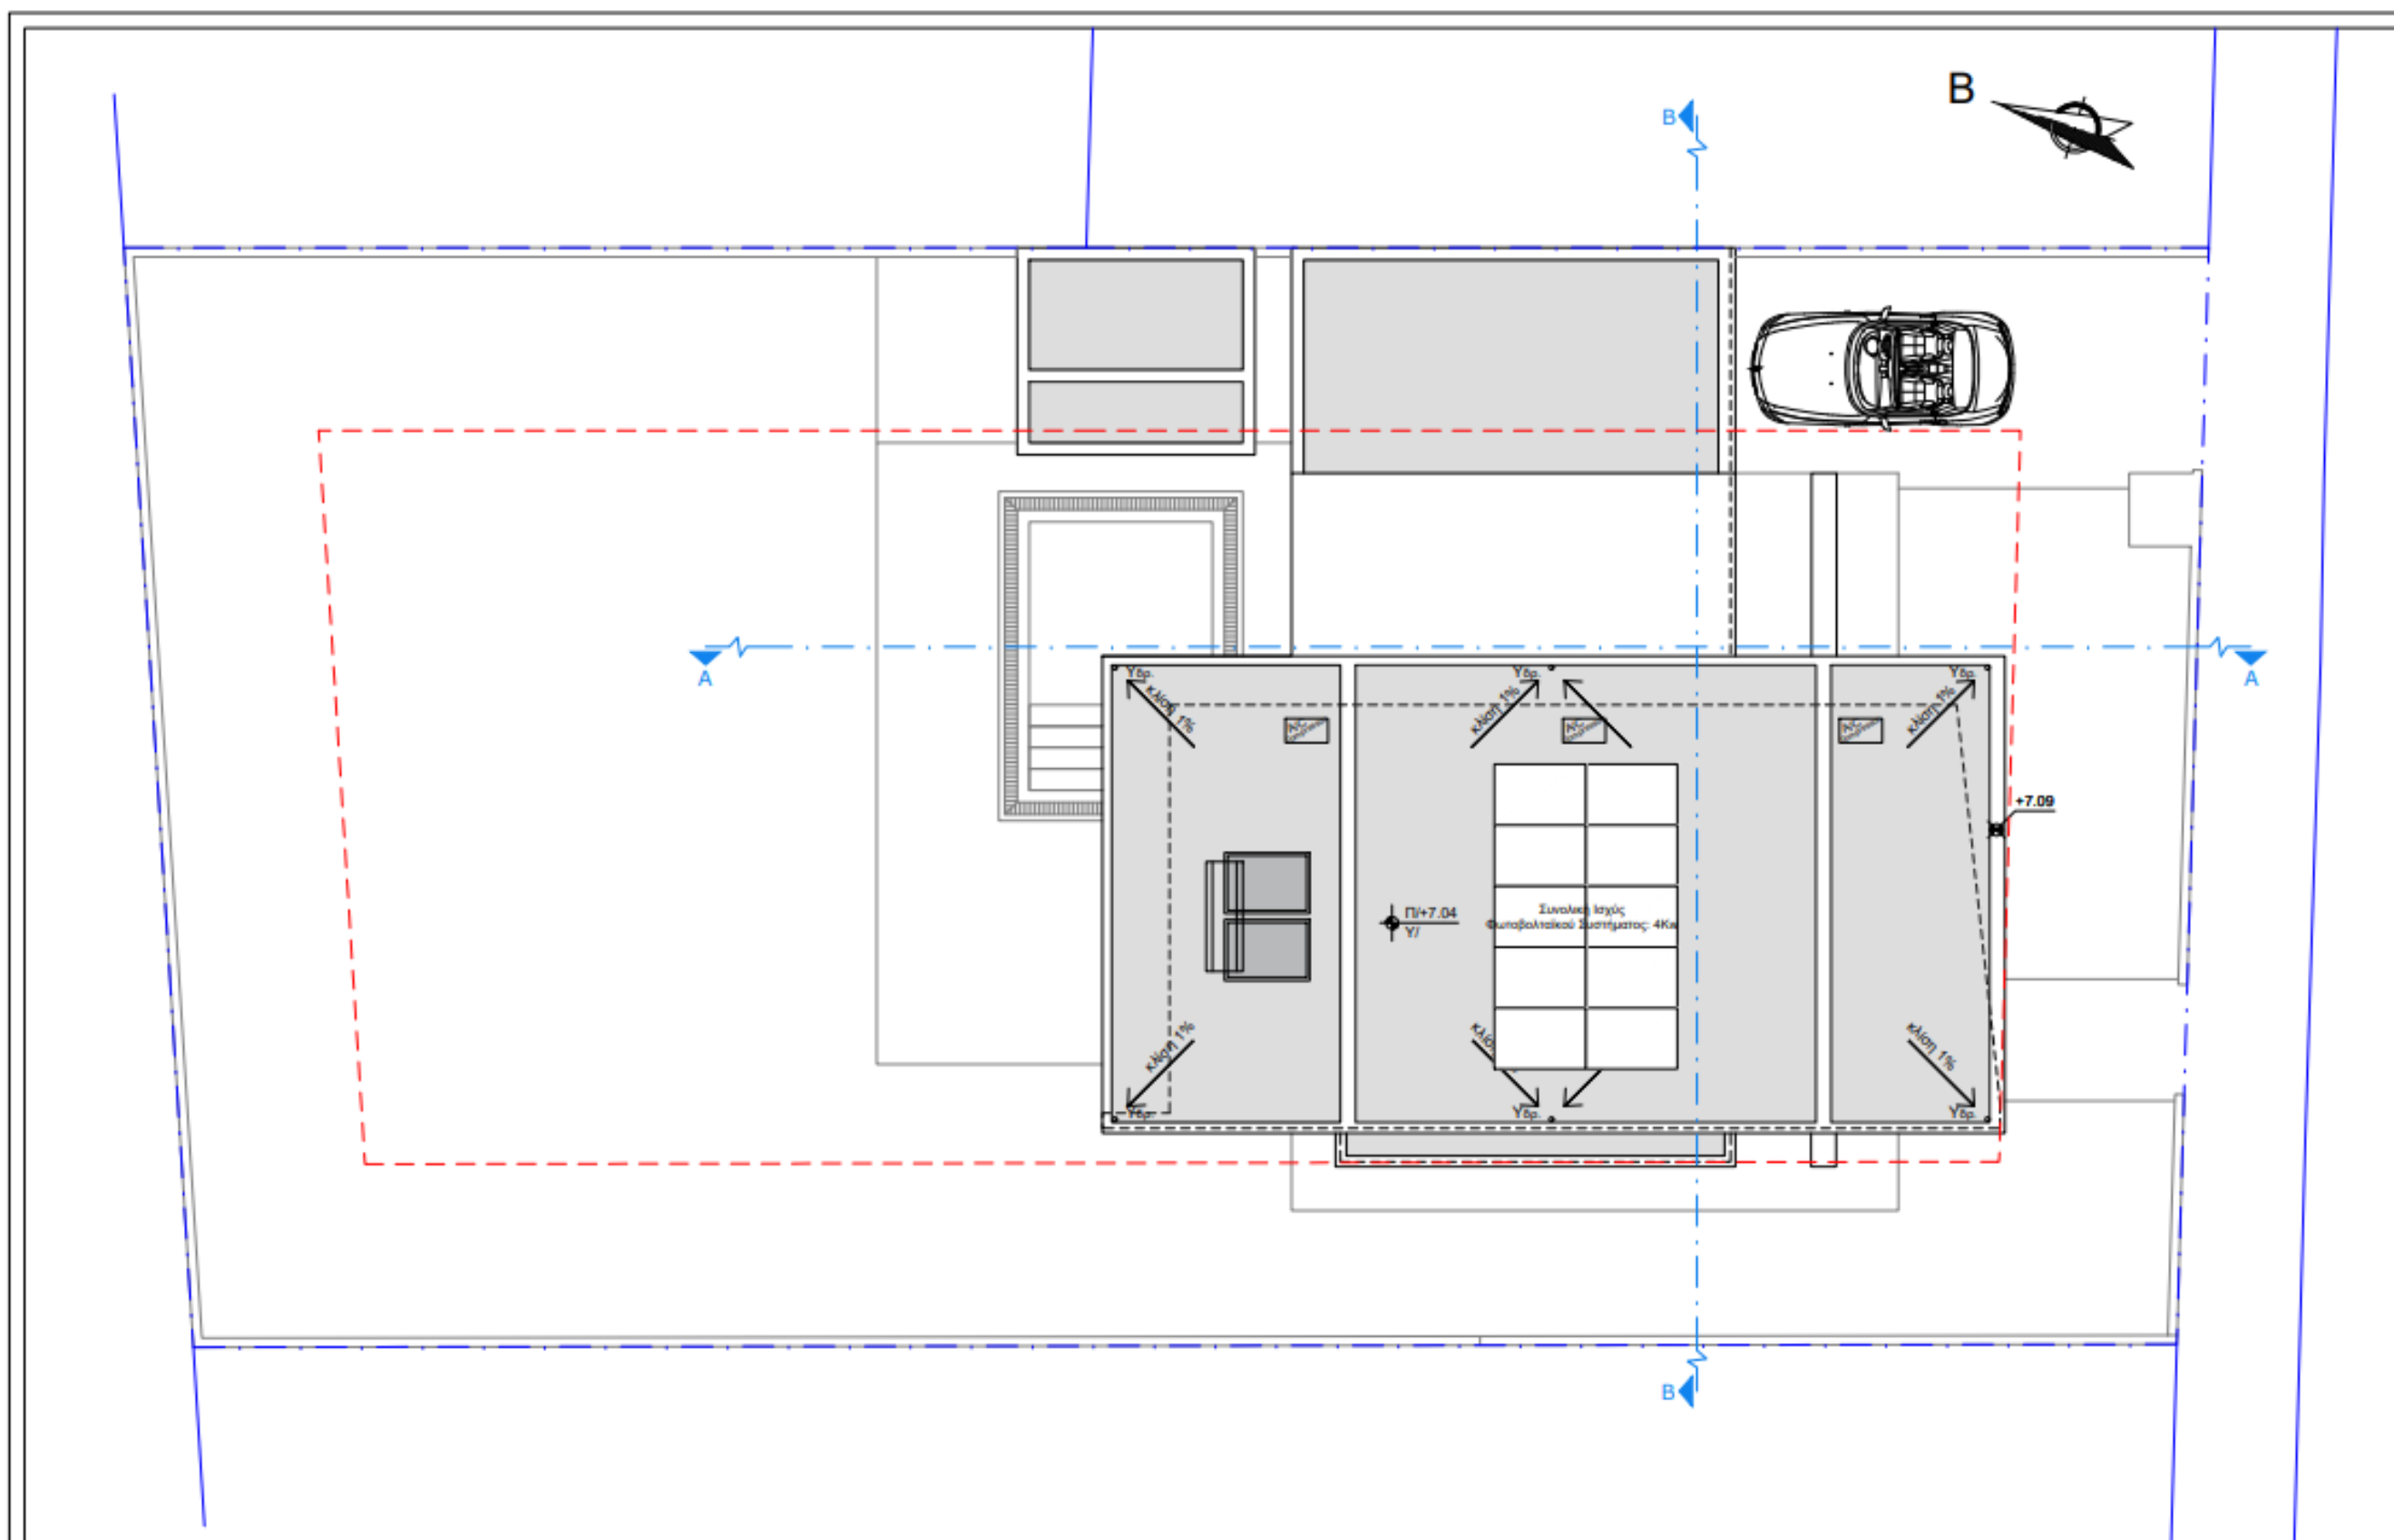 B
B
A
A
Υδρ.
Υδρ.
Υδρ.
κλίση 1%
κλίση 1%
κλίση 1%
A/C
A/C
A/C
+7.09
Π/+7.04
Υ/
Συνολική Ισχύς
Φωτοβολταϊκού Συστήματος: 4Kw
κλίση 1%
κλίση 1%
Υδρ.
Υδρ.
Υδρ.
B